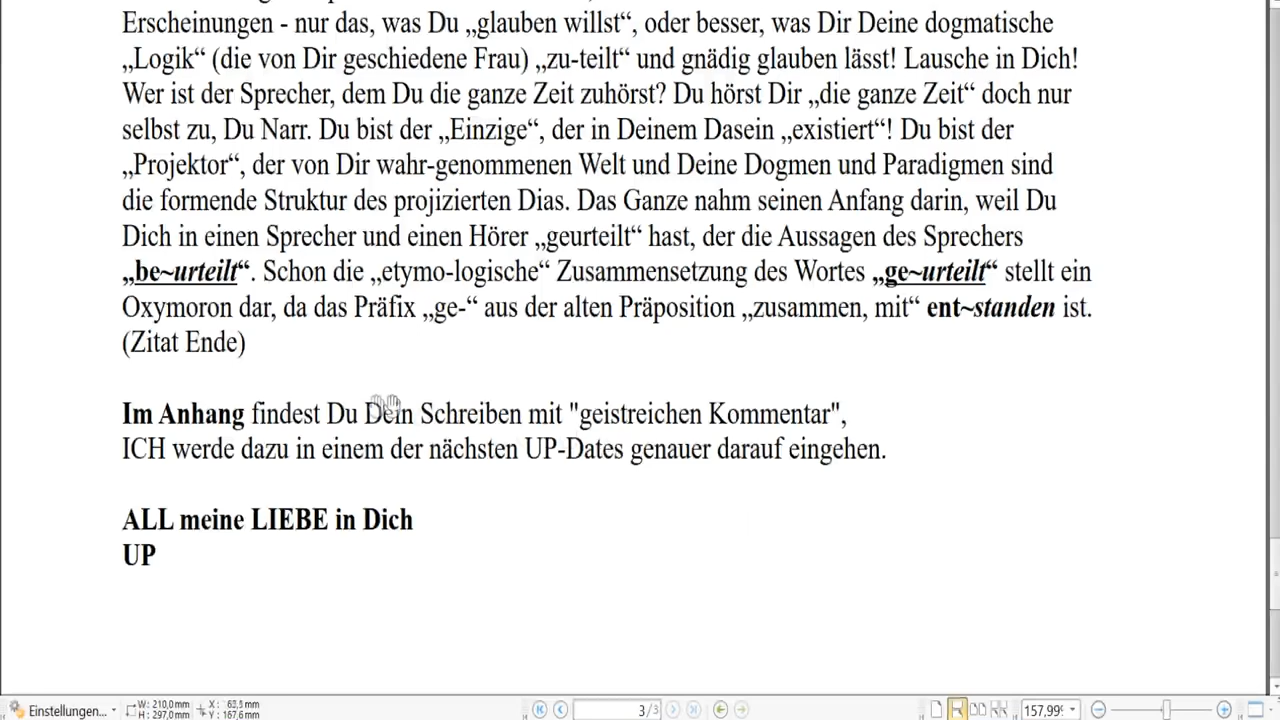 Erscheinungen - nur das, was Du „glauben willst“, oder besser, was Dir Deine dogmatische
„Logik“ (die von Dir geschiedene Frau) „zu-teilt“ und gnädig glauben lässt! Lausche in Dich!
Wer ist der Sprecher, dem Du die ganze Zeit zuhörst? Du hörst Dir „die ganze Zeit“ doch nur
selbst zu, Du Narr. Du bist der „Einzige“, der in Deinem Dasein „existiert“! Du bist der
„Projektor“, der von Dir wahr-genommenen Welt und Deine Dogmen und Paradigmen sind
die formende Struktur des projizierten Dias. Das Ganze nahm seinen Anfang darin, weil Du
Dich in einen Sprecher und einen Hörer „geurteilt“ hast, der die Aussagen des Sprechers
„be~urteilt“. Schon die „etymo-logische“ Zusammensetzung des Wortes „ge~urteilt“ stellt ein
Oxymoron dar, da das Präfix „ge-“ aus der alten Präposition „zusammen, mit“ ent~standen ist.
(Zitat Ende)
Im Anhang findest Du Dein Schreiben mit "geistreichen Kommentar",
ICH werde dazu in einem der nächsten UP-Dates genauer darauf eingehen.
ALL meine LIEBE in Dich
UP
Einstellungen... W: 210,0 mm X: 63,5 mm 3/3 157,99
H: 297,0 mm Y: 167,6 mm